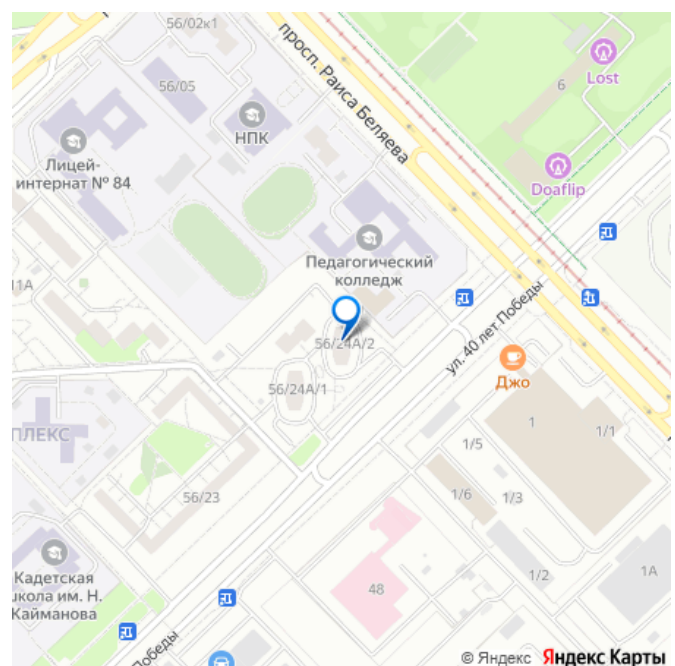 56/02к1
просп. Раиса Беляева
6
Lost
56/05
НПК
Лицей-
интернат № 84
Doaflip
Педагогический
колледж
11А
56/24А/2
ул. 40 лет Победы
56/24А/1
Джо
ПЛЕКС
1
1/1
1/5
56/23
1/6
1/3
Кадетская
школа им. Н.
Кайманова
48
1/2
1А
Победы
© Яндекс Яндекс Карты